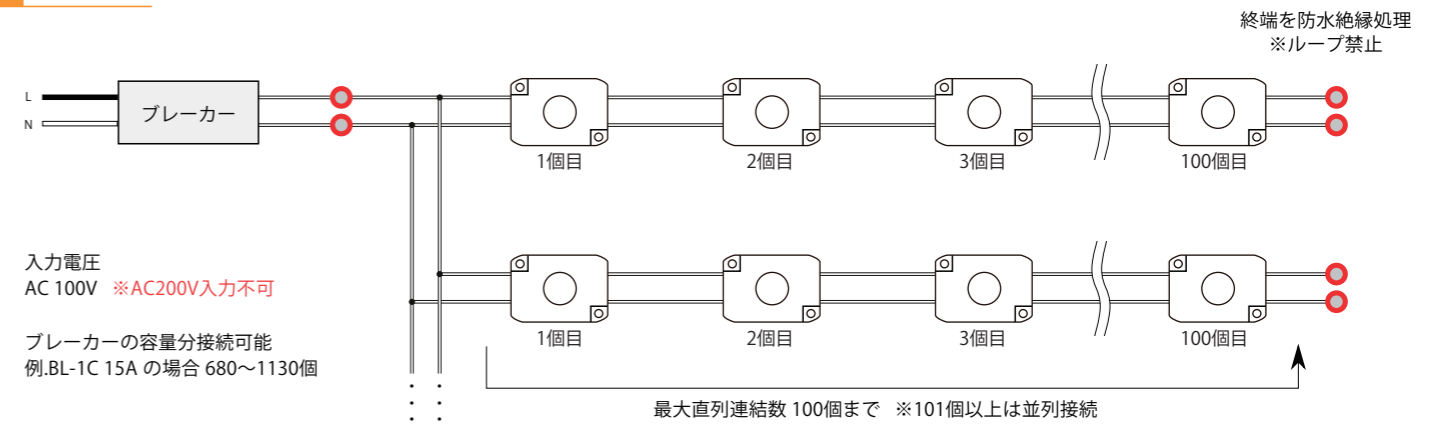 終端を防水絶縁処理
※ループ禁止
L
N
ブレーカー
1個目
2個目
3個目
100個目
入力電圧
AC 100V ※AC200V入力不可
ブレーカーの容量分接続可能
例.BL-1C 15A の場合 680～1130個
1個目
2個目
3個目
100個目
最大直列連結数 100個まで ※101個以上は並列接続